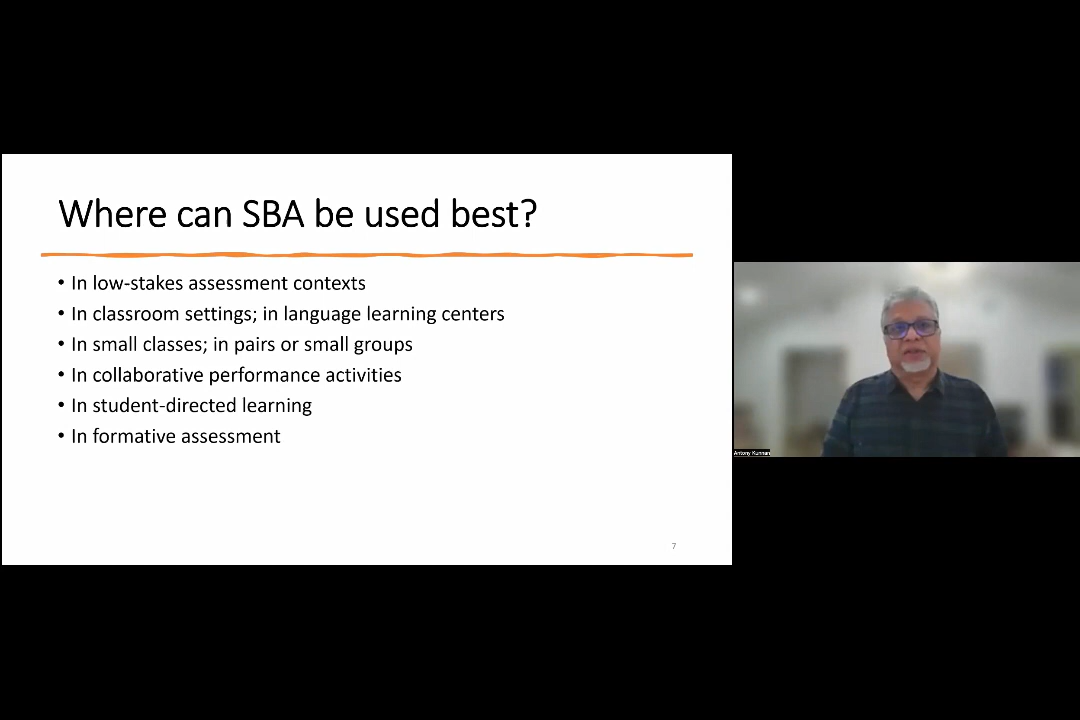 Where can SBA be used best?
• In low-stakes assessment contexts
• In classroom settings; in language learning centers
• In small classes; in pairs or small groups
• In collaborative performance activities
• In student-directed learning
• In formative assessment
7
Antony Kunnan